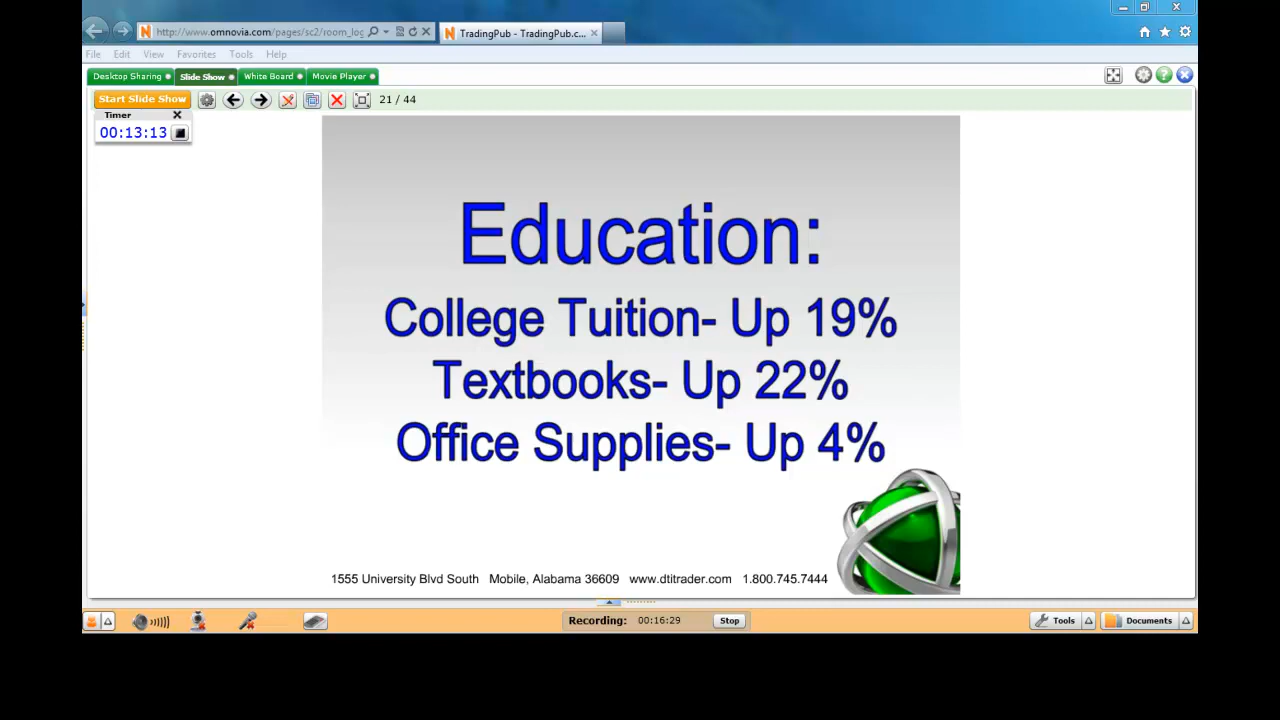 http://www.omnovia.com/pages/sc2/room_log
TradingPub - TradingPub.c...
File Edit View Favorites Tools Help
Desktop Sharing Slide Show White Board Movie Player
Start Slide Show 21 / 44
Timer
00:13:13
Education:
College Tuition- Up 19%
Textbooks- Up 22%
Office Supplies- Up 4%
1555 University Blvd South Mobile, Alabama 36609 www.dtitrader.com 1.800.745.7444
Recording: 00:16:29 Stop Tools Documents